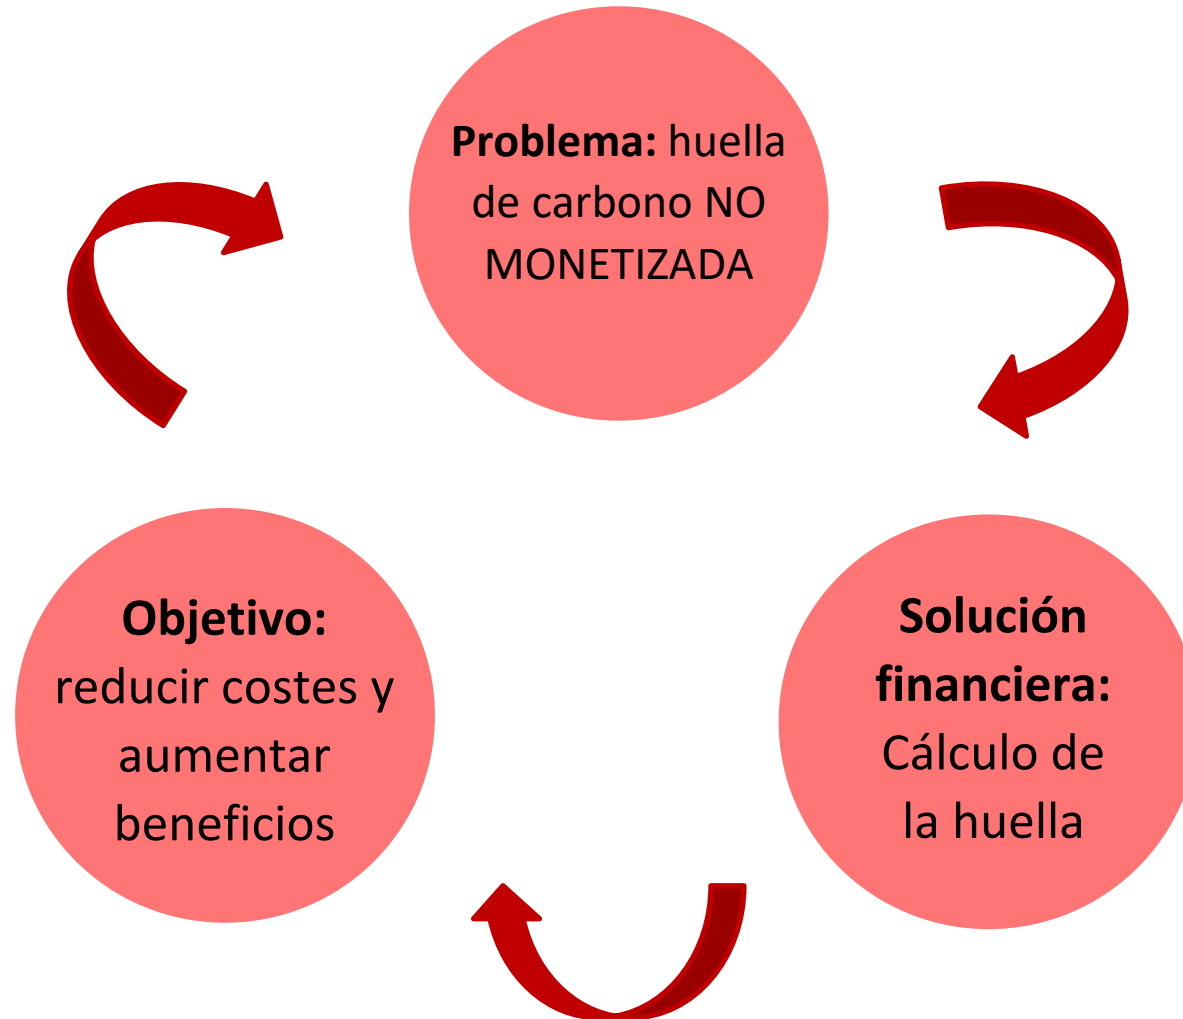 Problema: huella
de carbono NO
MONETIZADA
Solución
financiera:
Cálculo de
la huella
Objetivo:
reducir costes y
aumentar
beneficios